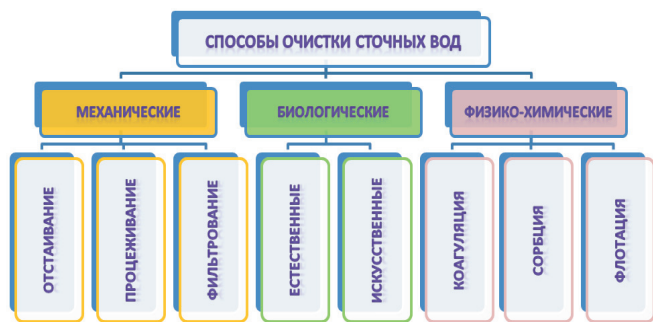 СПОСОБЫ ОЧИСТКИ СТОЧНЫХ ВОД
МЕХАНИЧЕСКИЕ
БИОЛОГИЧЕСКИЕ
ФИЗИКО-ХИМИЧЕСКИЕ
ОТСТАИВАНИЕ
ПРОЦЕЖИВАНИЕ
ФИЛЬТРОВАНИЕ
ЕСТЕСТВЕННЫЕ
ИСКУССТВЕННЫЕ
КОАГУЛЯЦИЯ
СОРБЦИЯ
ФЛОТАЦИЯ